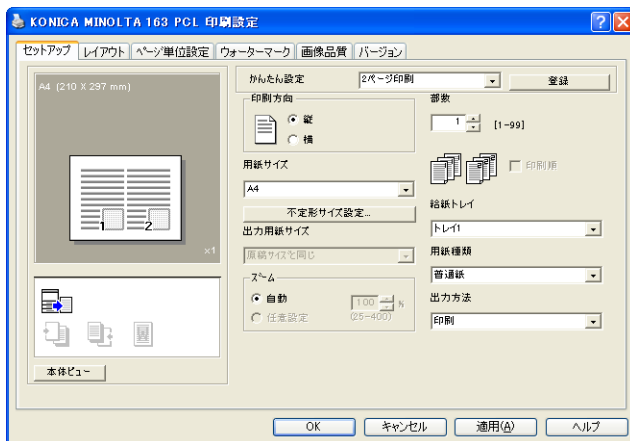 KONICA MINOLTA 163 PCL 印刷設定
セットアップ レイアウト ページ単位設定 ウォーターマーク 画像品質 バージョン
A4 (210 X 297 mm)
1 2
x1
本体ビュー
かんたん設定 2ページ印刷 登録
印刷方向
縦
横
用紙サイズ
A4
不定形サイズ設定...
出力用紙サイズ
原稿サイズと同じ
ズーム
自動 100 %
任意設定 (25-400)
部数
1 [1-99]
印刷順
給紙トレイ
トレイ1
用紙種類
普通紙
出力方法
印刷
OK キャンセル 適用(A) ヘルプ